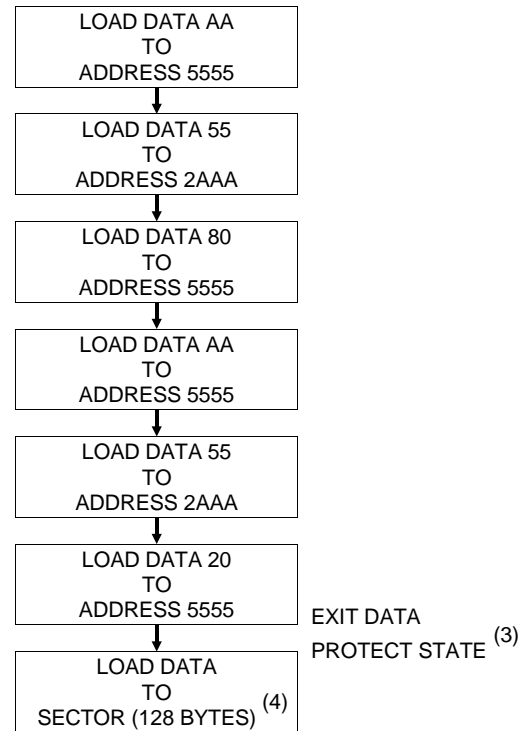 LOAD DATA AA
TO
ADDRESS 5555
LOAD DATA 55
TO
ADDRESS 2AAA
LOAD DATA 80
TO
ADDRESS 5555
LOAD DATA AA
TO
ADDRESS 5555
LOAD DATA 55
TO
ADDRESS 2AAA
LOAD DATA 20
TO
ADDRESS 5555
EXIT DATA
PROTECT STATE (3)
LOAD DATA
TO
SECTOR (128 BYTES) (4)